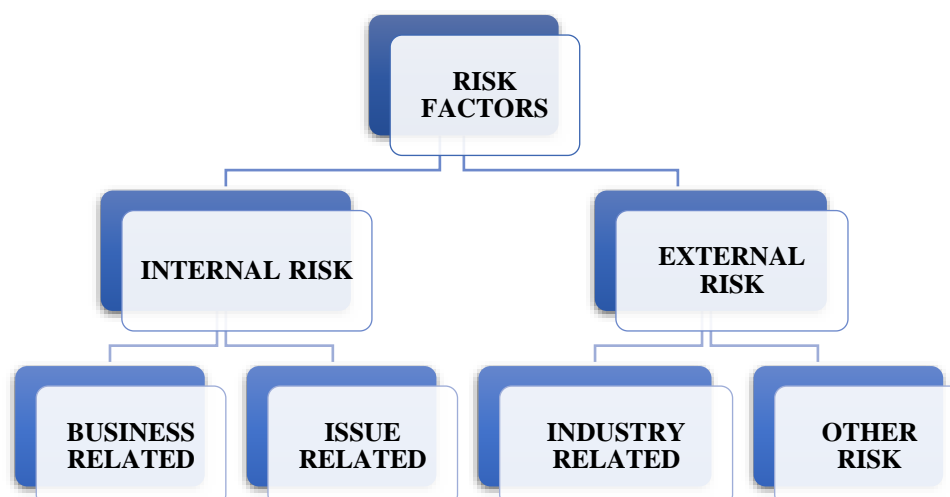 RISK
FACTORS
INTERNAL RISK
EXTERNAL
RISK
BUSINESS
RELATED
ISSUE
RELATED
INDUSTRY
RELATED
OTHER
RISK